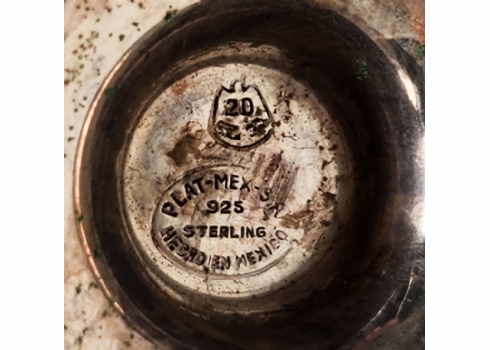 20
PLAT-MEX-S.A
925
STERLING
HECHO EN MEXICO